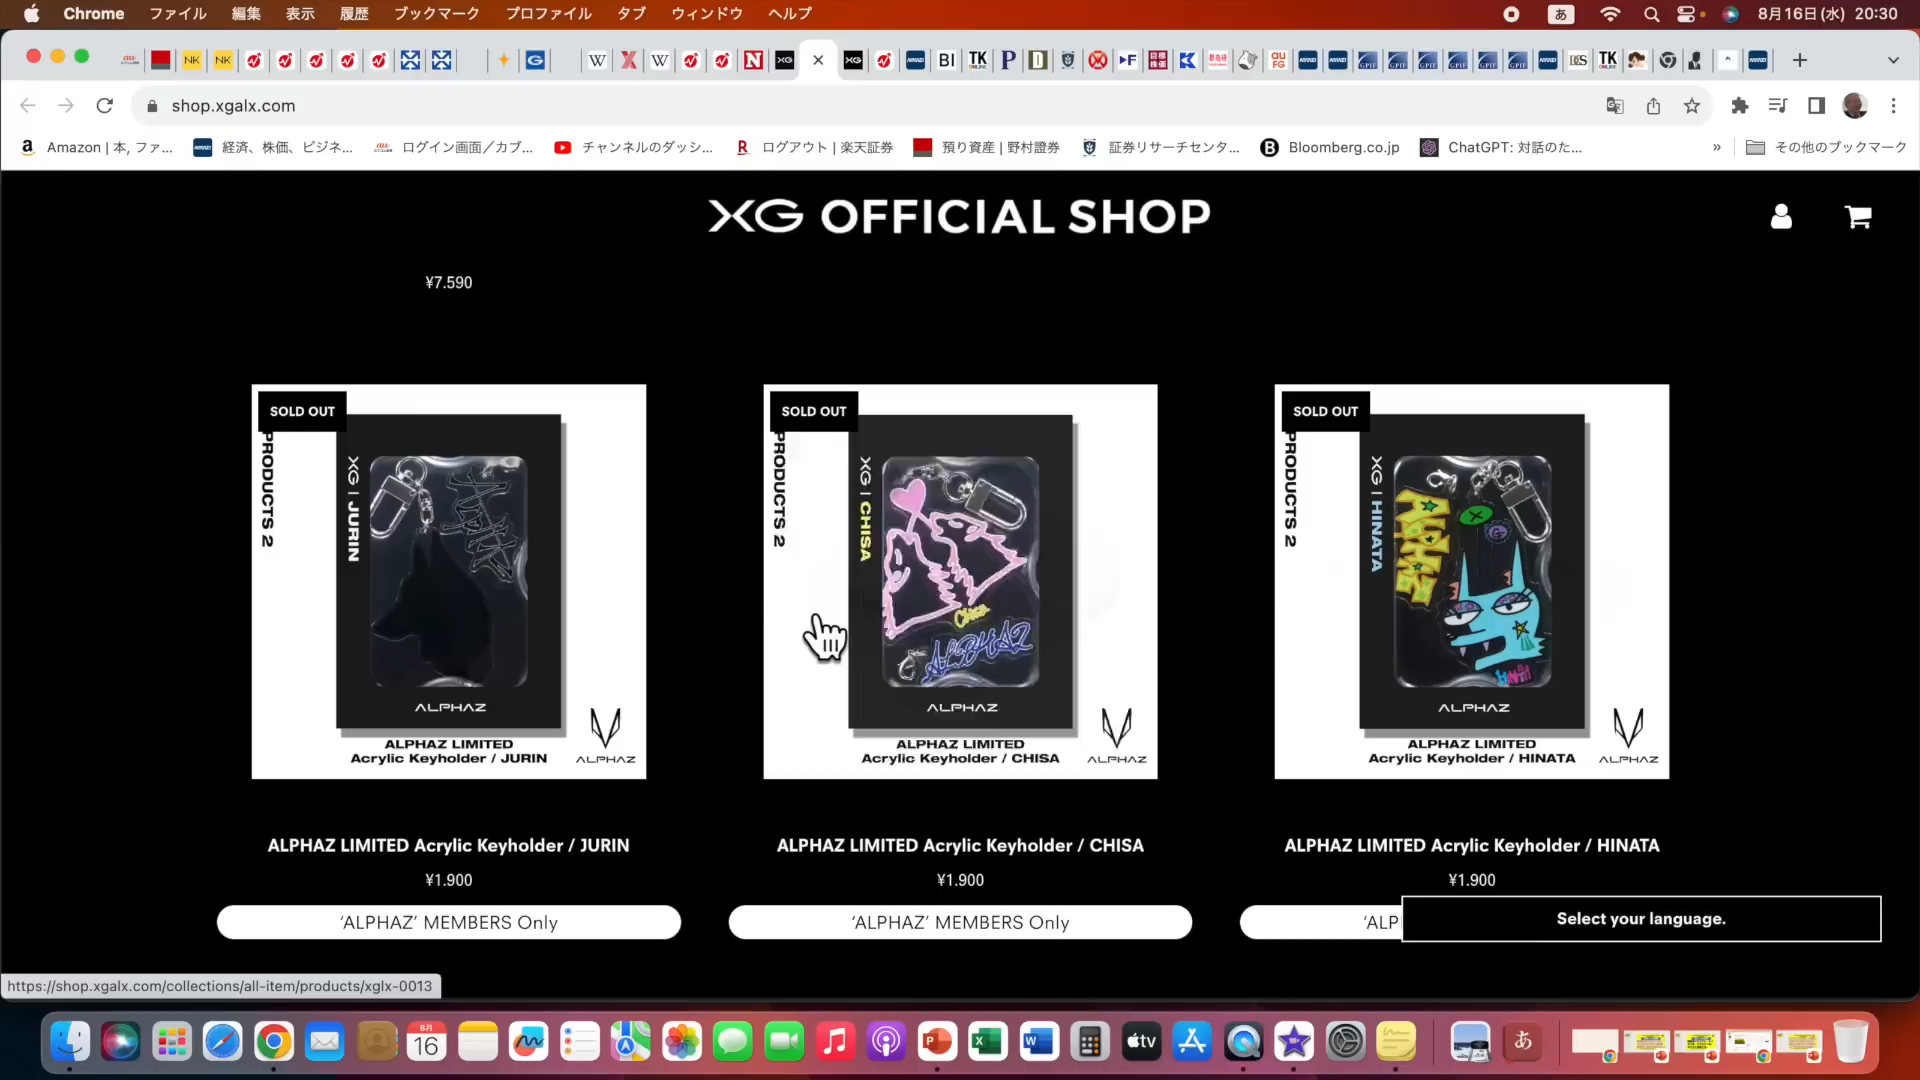 Chrome ファイル 編集 表示 履歴 ブックマーク プロファイル タブ ウィンドウ ヘルプ あ 8月16日(水) 20:30
shop.xgalx.com
Amazon | 本, ファ... 経済、株価、ビジネ... ログイン画面／カブ... チャンネルのダッシ... ログアウト | 楽天証券 預り資産 | 野村證券 証券リサーチセンタ... Bloomberg.co.jp ChatGPT: 対話のた... » その他のブックマーク
XG OFFICIAL SHOP
¥7.590
SOLD OUT
PRODUCTS 2
XG | JURIN
ALPHAZ
ALPHAZ LIMITED
Acrylic Keyholder / JURIN
ALPHAZ
SOLD OUT
PRODUCTS 2
XG | CHISA
Chisa
ALPHAZ
ALPHAZ
ALPHAZ LIMITED
Acrylic Keyholder / CHISA
ALPHAZ
SOLD OUT
PRODUCTS 2
XG | HINATA
ALPHAZ
HINATA
ALPHAZ
ALPHAZ LIMITED
Acrylic Keyholder / HINATA
ALPHAZ
ALPHAZ LIMITED Acrylic Keyholder / JURIN
¥1.900
‘ALPHAZ’ MEMBERS Only
ALPHAZ LIMITED Acrylic Keyholder / CHISA
¥1.900
‘ALPHAZ’ MEMBERS Only
ALPHAZ LIMITED Acrylic Keyholder / HINATA
¥1.900
‘ALP
Select your language.
https://shop.xgalx.com/collections/all-item/products/xglx-0013
8月
16
tv
あ